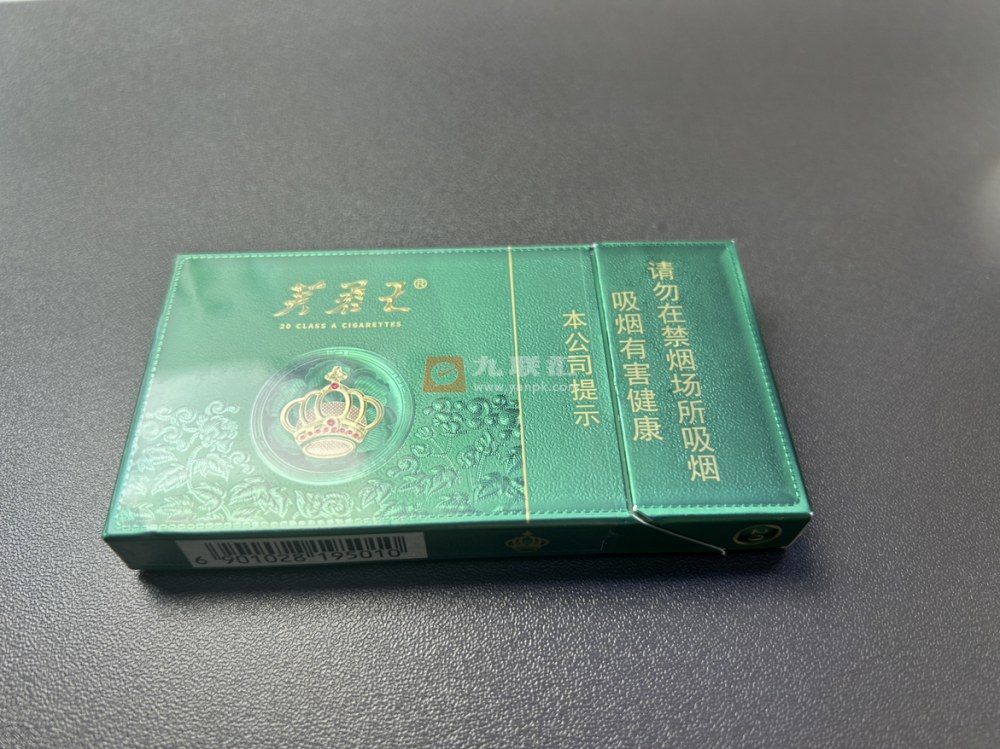 芙蓉王®
20 CLASS A CIGARETTES
本公司提示
吸烟有害健康
请勿在禁烟场所吸烟
九联汇
www.yanpk.com
6 901028 195010